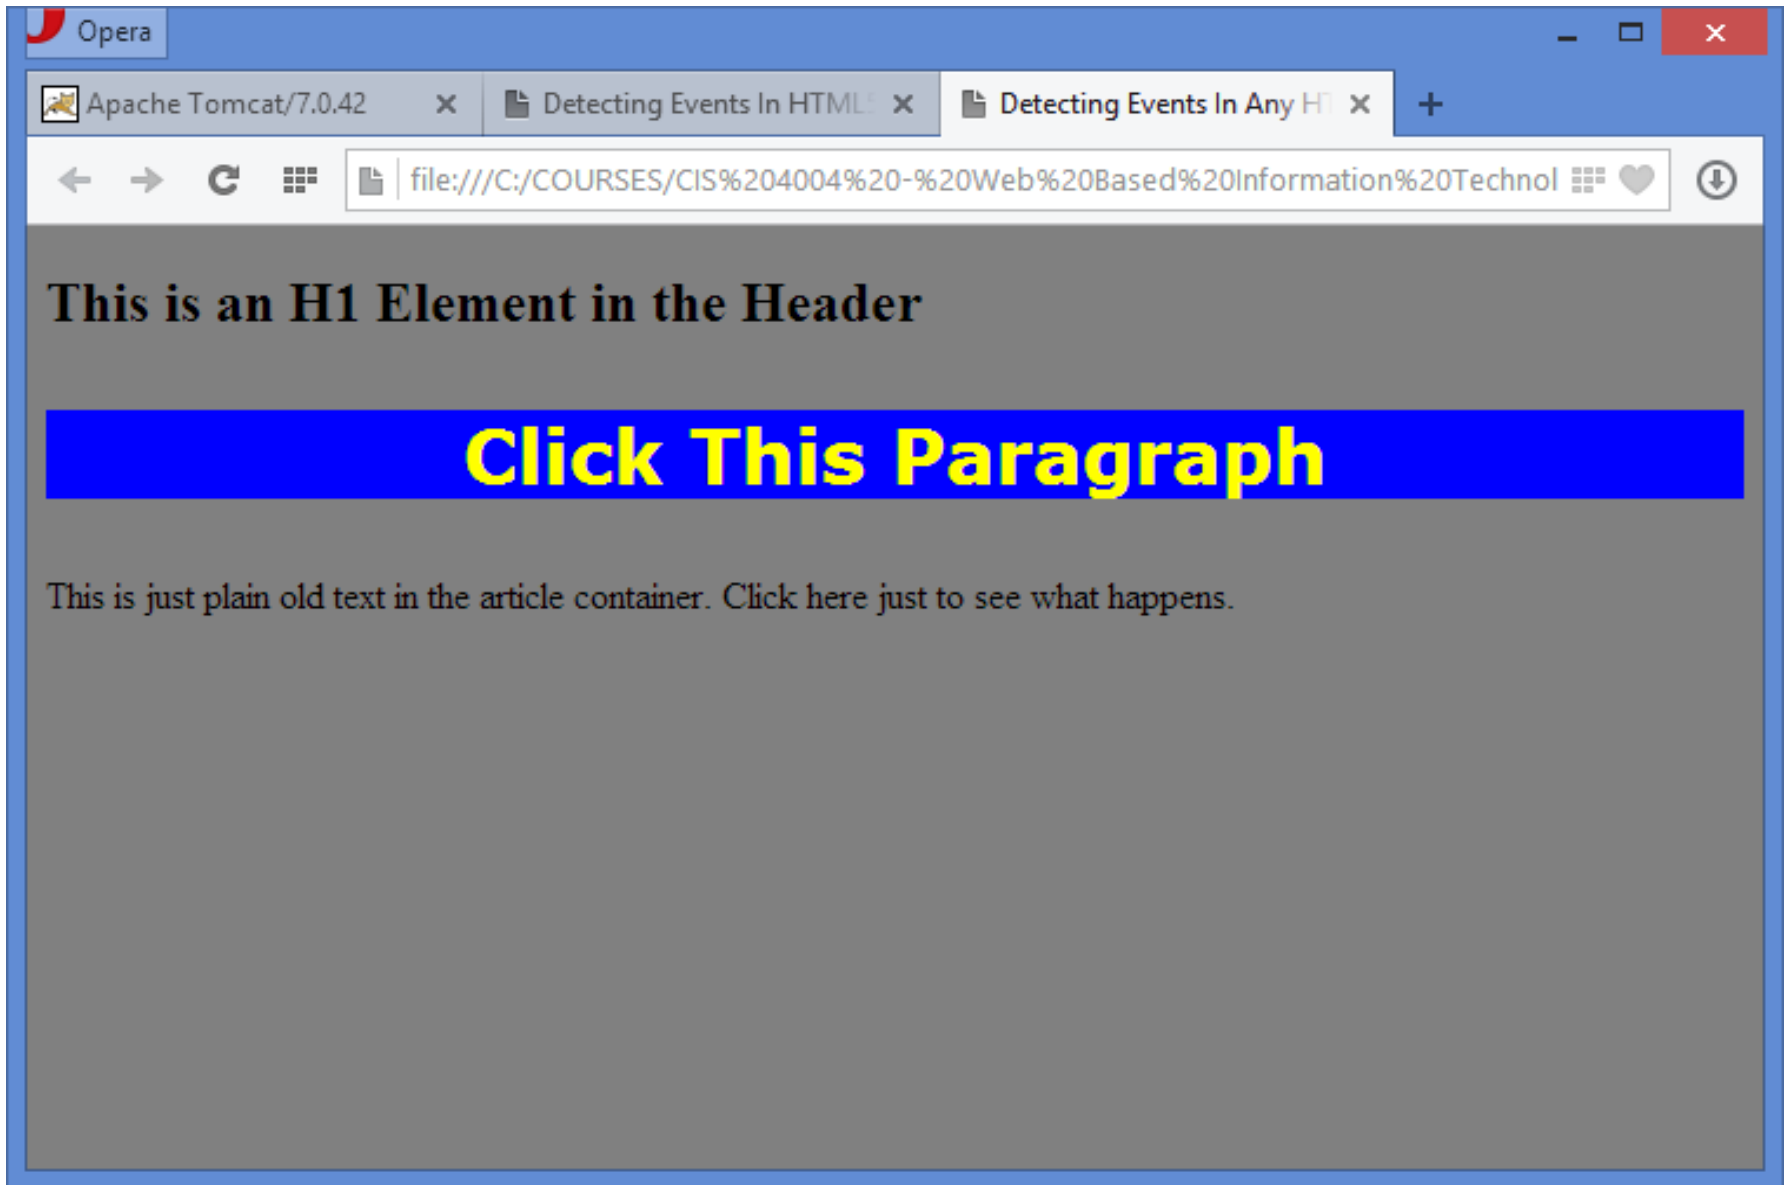 Opera
Apache Tomcat/7.0.42
Detecting Events In HTML5
Detecting Events In Any HT
file:///C:/COURSES/CIS%204004%20-%20Web%20Based%20Information%20Technol
This is an H1 Element in the Header
Click This Paragraph
This is just plain old text in the article container. Click here just to see what happens.